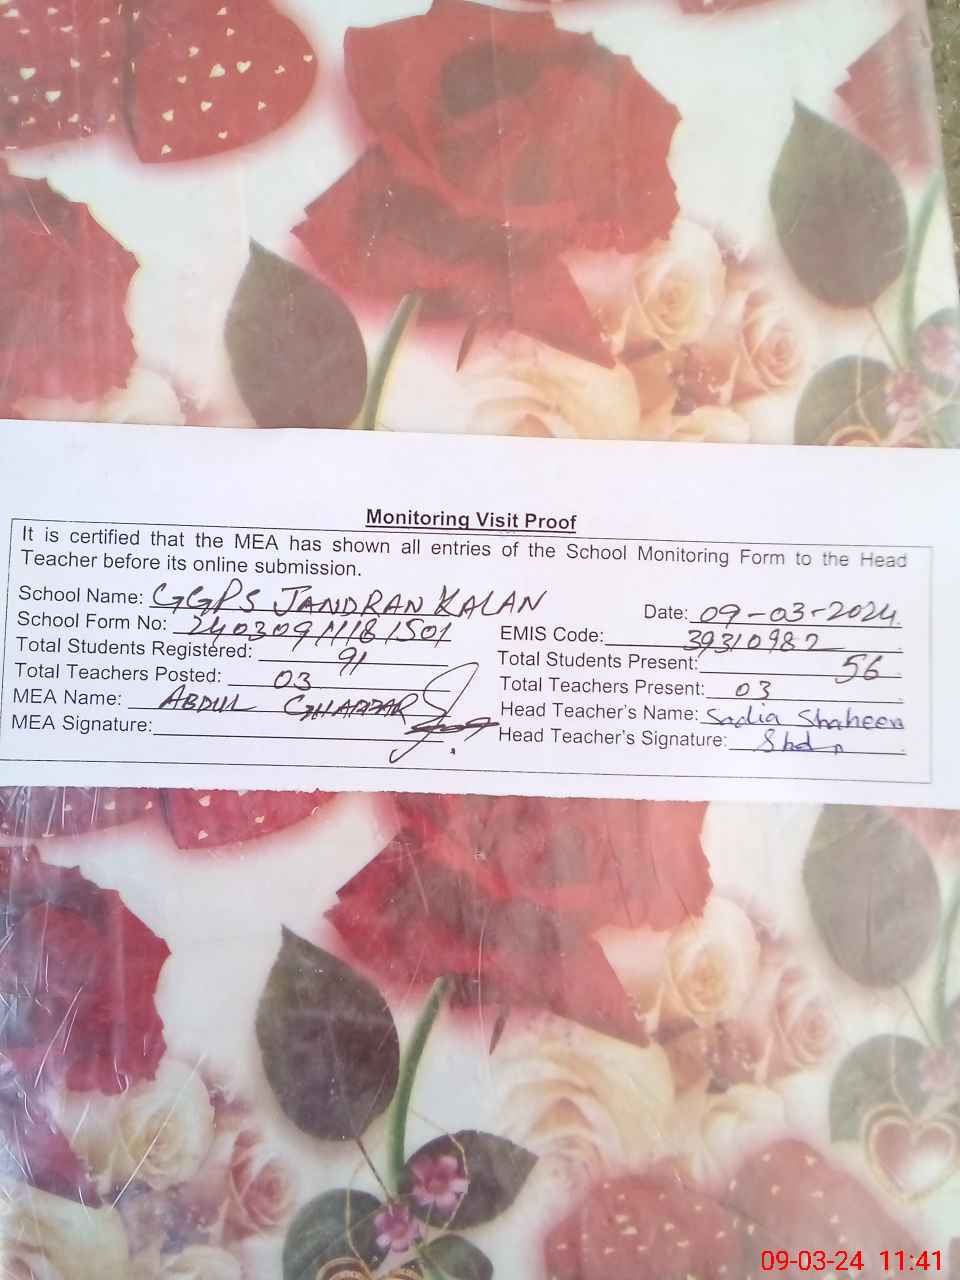 Monitoring Visit Proof
It is certified that the MEA has shown all entries of the School Monitoring Form to the Head
Teacher before its online submission.
School Name: GGPS JANDRAN KALAN Date: 09-03-2024.
School Form No: 24030911181501 EMIS Code: 39310982
Total Students Registered: 91 Total Students Present: 56
Total Teachers Posted: 03 Total Teachers Present: 03
MEA Name: ABDUL GHAFFAR Head Teacher's Name: Sadia Shaheen
MEA Signature: Head Teacher's Signature:
09-03-24 11:41